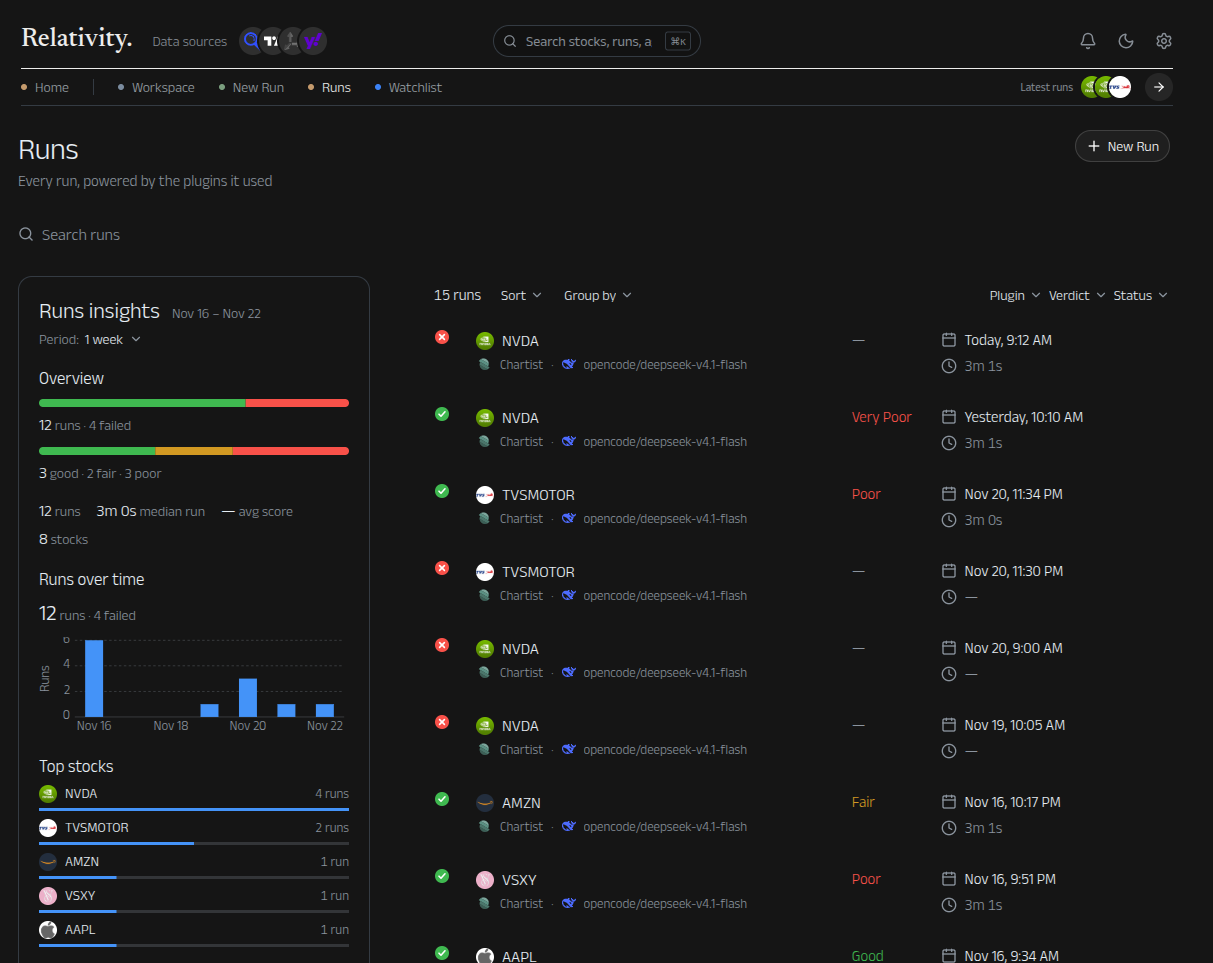 Relativity.
Data sources
Search stocks, runs, a
⌘K
Home
Workspace
New Run
Runs
Watchlist
Latest runs
Runs
+ New Run
Every run, powered by the plugins it used
Search runs
Runs insights Nov 16 – Nov 22
Period: 1 week
Overview
12 runs · 4 failed
3 good · 2 fair · 3 poor
12 runs 3m 0s median run — avg score
8 stocks
Runs over time
12 runs · 4 failed
Runs
6
4
2
0
Nov 16 Nov 18 Nov 20 Nov 22
Top stocks
NVDA 4 runs
TVSMOTOR 2 runs
AMZN 1 run
VSXY 1 run
AAPL 1 run
15 runs Sort Group by Plugin Verdict Status
NVDA — Today, 9:12 AM
Chartist · opencode/deepseek-v4.1-flash 3m 1s
NVDA Very Poor Yesterday, 10:10 AM
Chartist · opencode/deepseek-v4.1-flash 3m 1s
TVSMOTOR Poor Nov 20, 11:34 PM
Chartist · opencode/deepseek-v4.1-flash 3m 0s
TVSMOTOR — Nov 20, 11:30 PM
Chartist · opencode/deepseek-v4.1-flash —
NVDA — Nov 20, 9:00 AM
Chartist · opencode/deepseek-v4.1-flash —
NVDA — Nov 19, 10:05 AM
Chartist · opencode/deepseek-v4.1-flash —
AMZN Fair Nov 16, 10:17 PM
Chartist · opencode/deepseek-v4.1-flash 3m 1s
VSXY Poor Nov 16, 9:51 PM
Chartist · opencode/deepseek-v4.1-flash 3m 1s
AAPL Good Nov 16, 9:34 AM